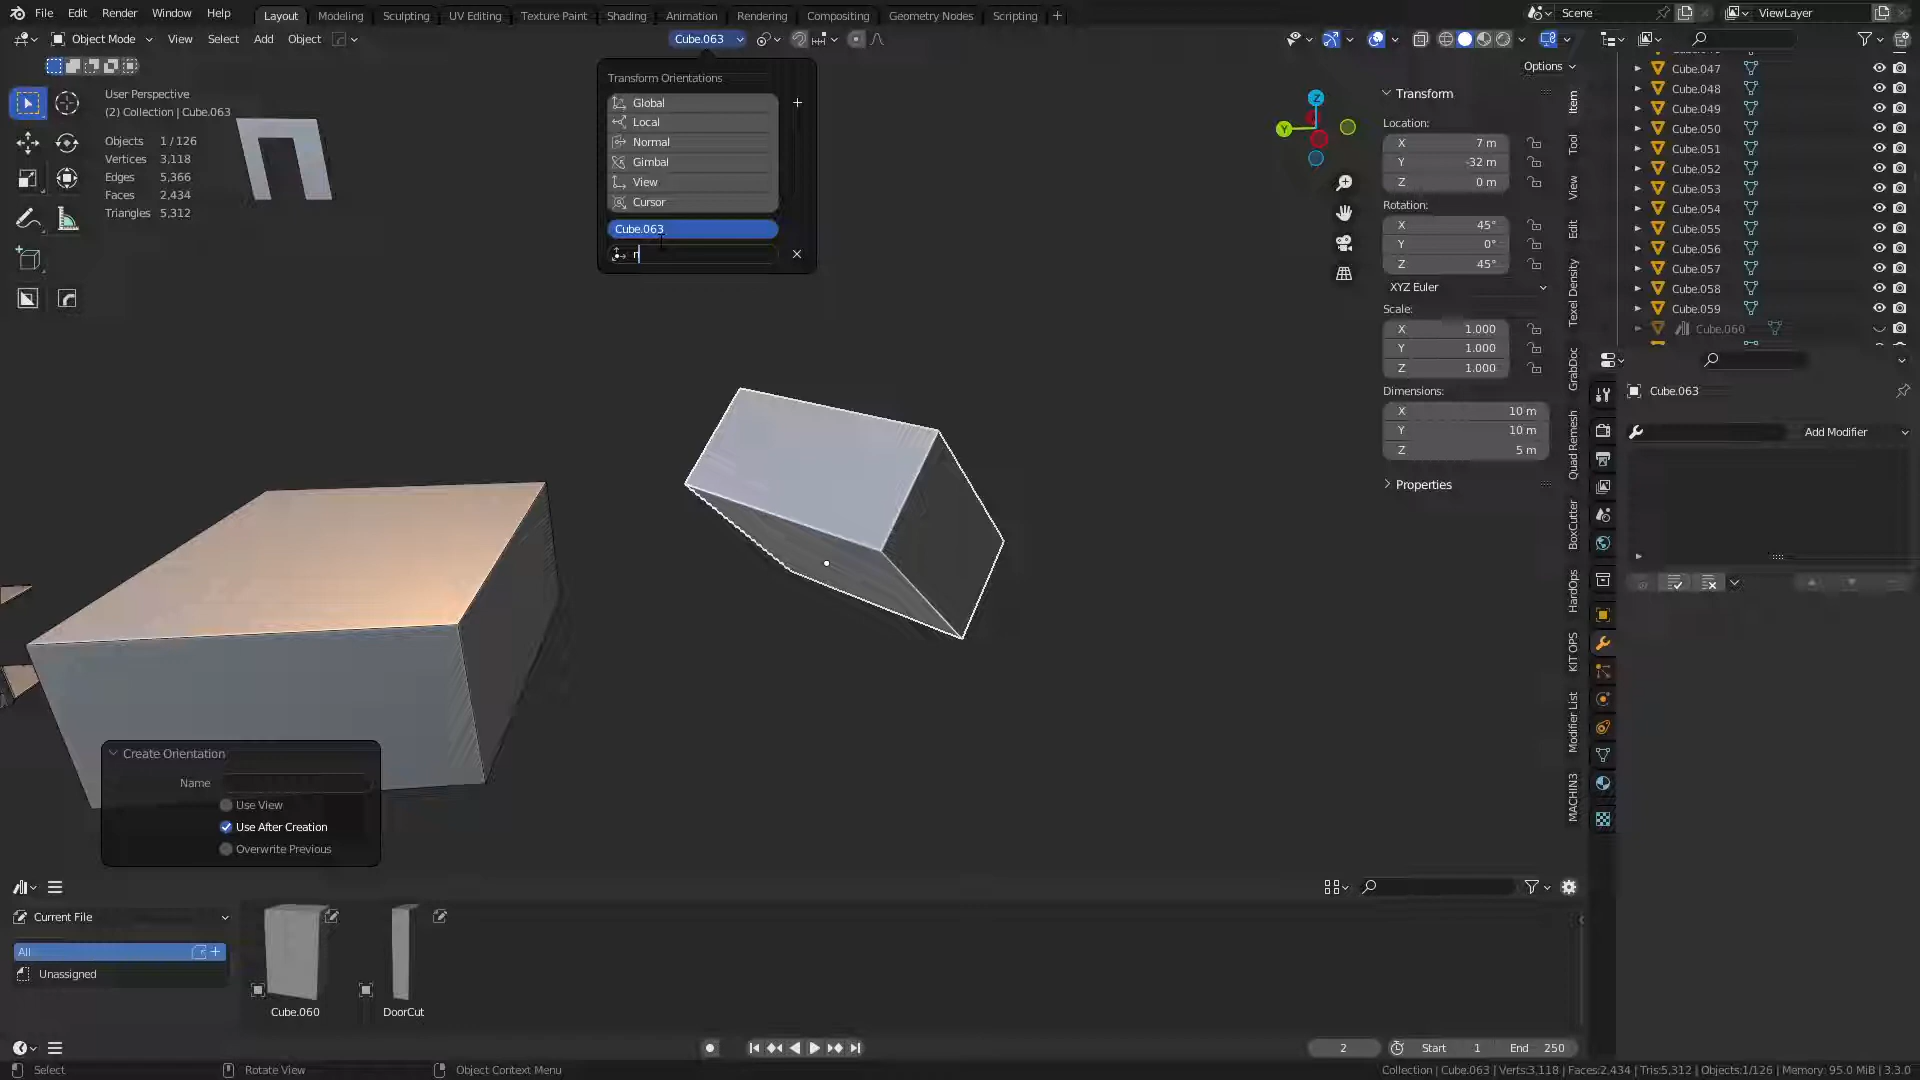 File Edit Render Window Help Layout Modeling Sculpting UV Editing Texture Paint Shading Animation Rendering Compositing Geometry Nodes Scripting + Scene ViewLayer
Object Mode View Select Add Object Cube.063
Options
User Perspective
(2) Collection | Cube.063
Objects 1 / 126
Vertices 3,118
Edges 5,366
Faces 2,434
Triangles 5,312
Transform Orientations
Global
Local
Normal
Gimbal
View
Cursor
Cube.063
r
Z
Y
Transform
Location:
X 7 m
Y -32 m
Z 0 m
Rotation:
X 45°
Y 0°
Z 45°
XYZ Euler
Scale:
X 1.000
Y 1.000
Z 1.000
Dimensions:
X 10 m
Y 10 m
Z 5 m
Properties
Item
Tool
View
Edit
Texel Density
GrabDoc
Quad Remesh
BoxCutter
HardOps
KIT OPS
Modifier List
MACHIN3
Cube.047
Cube.048
Cube.049
Cube.050
Cube.051
Cube.052
Cube.053
Cube.054
Cube.055
Cube.056
Cube.057
Cube.058
Cube.059
Cube.060
Cube.063
Add Modifier
Create Orientation
Name
Use View
Use After Creation
Overwrite Previous
Current File
All
Unassigned
Cube.060
DoorCut
2 Start 1 End 250
Select Rotate View Object Context Menu Collection | Cube.063 | Verts:3,118 | Faces:2,434 | Tris:5,312 | Objects:1/126 | Memory: 95.0 MiB | 3.3.0